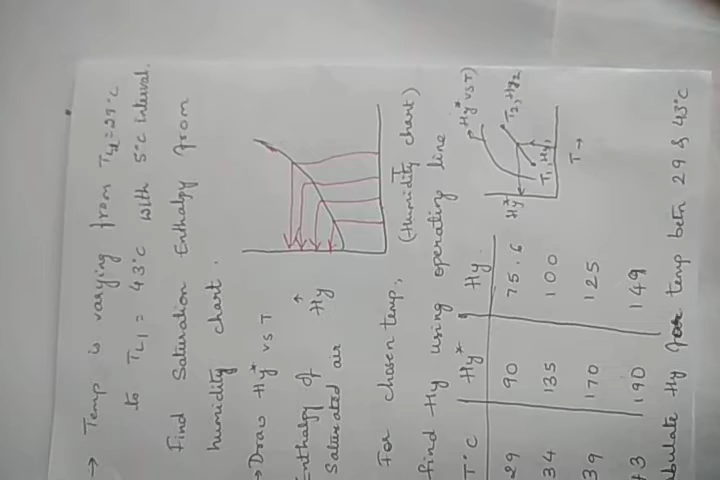 → Temp is varying from TL2 = 29°C
to TL1 = 43°C with 5°C interval.
Find Saturation Enthalpy from
humidity chart.
→ Draw Hy* vs T
Enthalpy of Hy ↑
Saturated air
T
For chosen temp., (Humidity chart)
find Hy using operating line
T°C Hy* Hy
29 90 75.6
34 135 100
39 170 125
43 190 149
Hy* vs T
Hy*
T2, Hy2
T1, Hy1
T →
tabulate Hy for temp betn 29 & 43°C